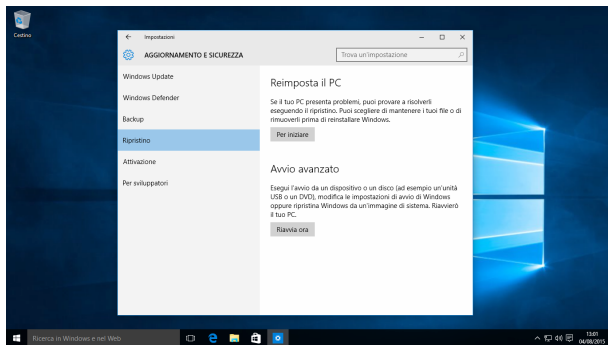 Cestino
Impostazioni
AGGIORNAMENTO E SICUREZZA
Trova un'impostazione
Windows Update
Windows Defender
Backup
Ripristino
Attivazione
Per sviluppatori
Reimposta il PC
Se il tuo PC presenta problemi, puoi provare a risolverli
eseguendo il ripristino. Puoi scegliere di mantenere i tuoi file o di
rimuoverli prima di reinstallare Windows.
Per iniziare
Avvio avanzato
Esegui l'avvio da un dispositivo o un disco (ad esempio un'unità
USB o un DVD), modifica le impostazioni di avvio di Windows
oppure ripristina Windows da un'immagine di sistema. Riavvierò
il tuo PC.
Riavvia ora
Ricerca in Windows e nel Web
13:01
04/08/2015